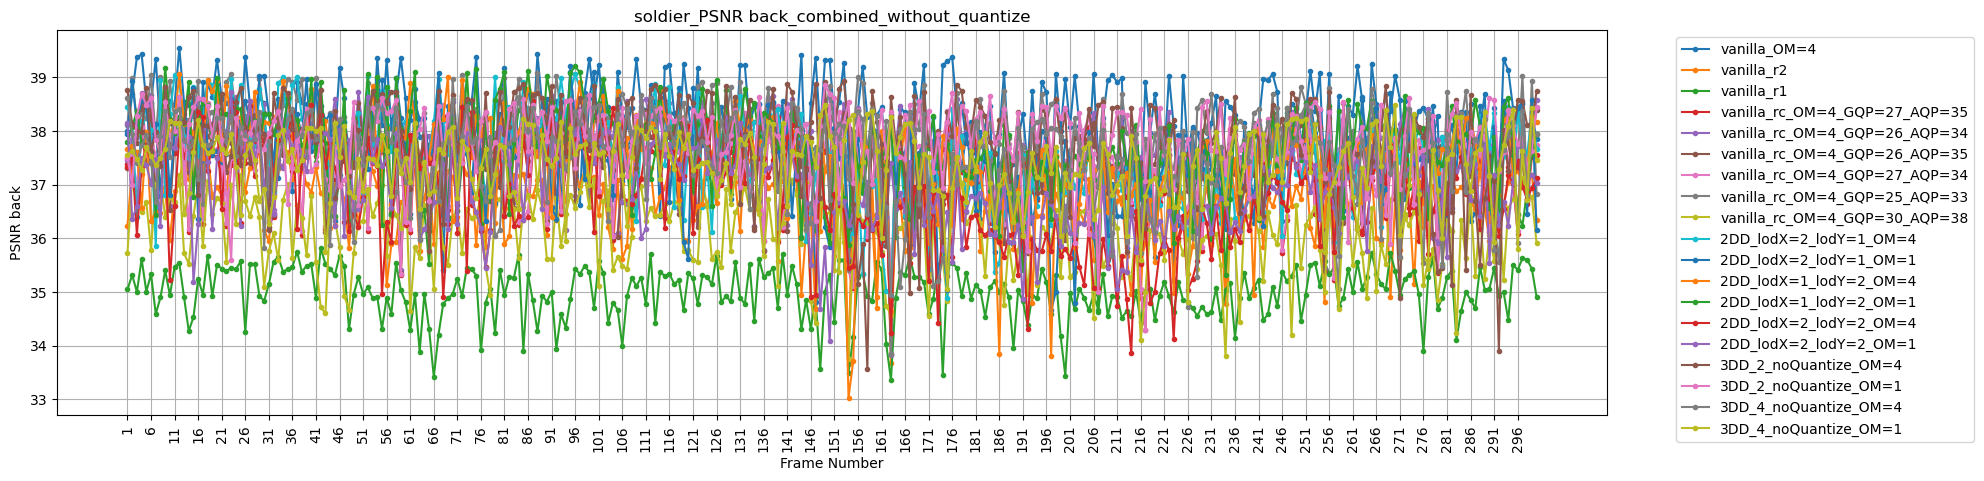 soldier_PSNR back_combined_without_quantize
PSNR back
39
38
37
36
35
34
33
1 6 11 16 21 26 31 36 41 46 51 56 61 66 71 76 81 86 91 96 101 106 111 116 121 126 131 136 141 146 151 156 161 166 171 176 181 186 191 196 201 206 211 216 221 226 231 236 241 246 251 256 261 266 271 276 281 286 291 296
Frame Number
vanilla_OM=4
vanilla_r2
vanilla_r1
vanilla_rc_OM=4_GQP=27_AQP=35
vanilla_rc_OM=4_GQP=26_AQP=34
vanilla_rc_OM=4_GQP=26_AQP=35
vanilla_rc_OM=4_GQP=27_AQP=34
vanilla_rc_OM=4_GQP=25_AQP=33
vanilla_rc_OM=4_GQP=30_AQP=38
2DD_lodX=2_lodY=1_OM=4
2DD_lodX=2_lodY=1_OM=1
2DD_lodX=1_lodY=2_OM=4
2DD_lodX=1_lodY=2_OM=1
2DD_lodX=2_lodY=2_OM=4
2DD_lodX=2_lodY=2_OM=1
3DD_2_noQuantize_OM=4
3DD_2_noQuantize_OM=1
3DD_4_noQuantize_OM=4
3DD_4_noQuantize_OM=1